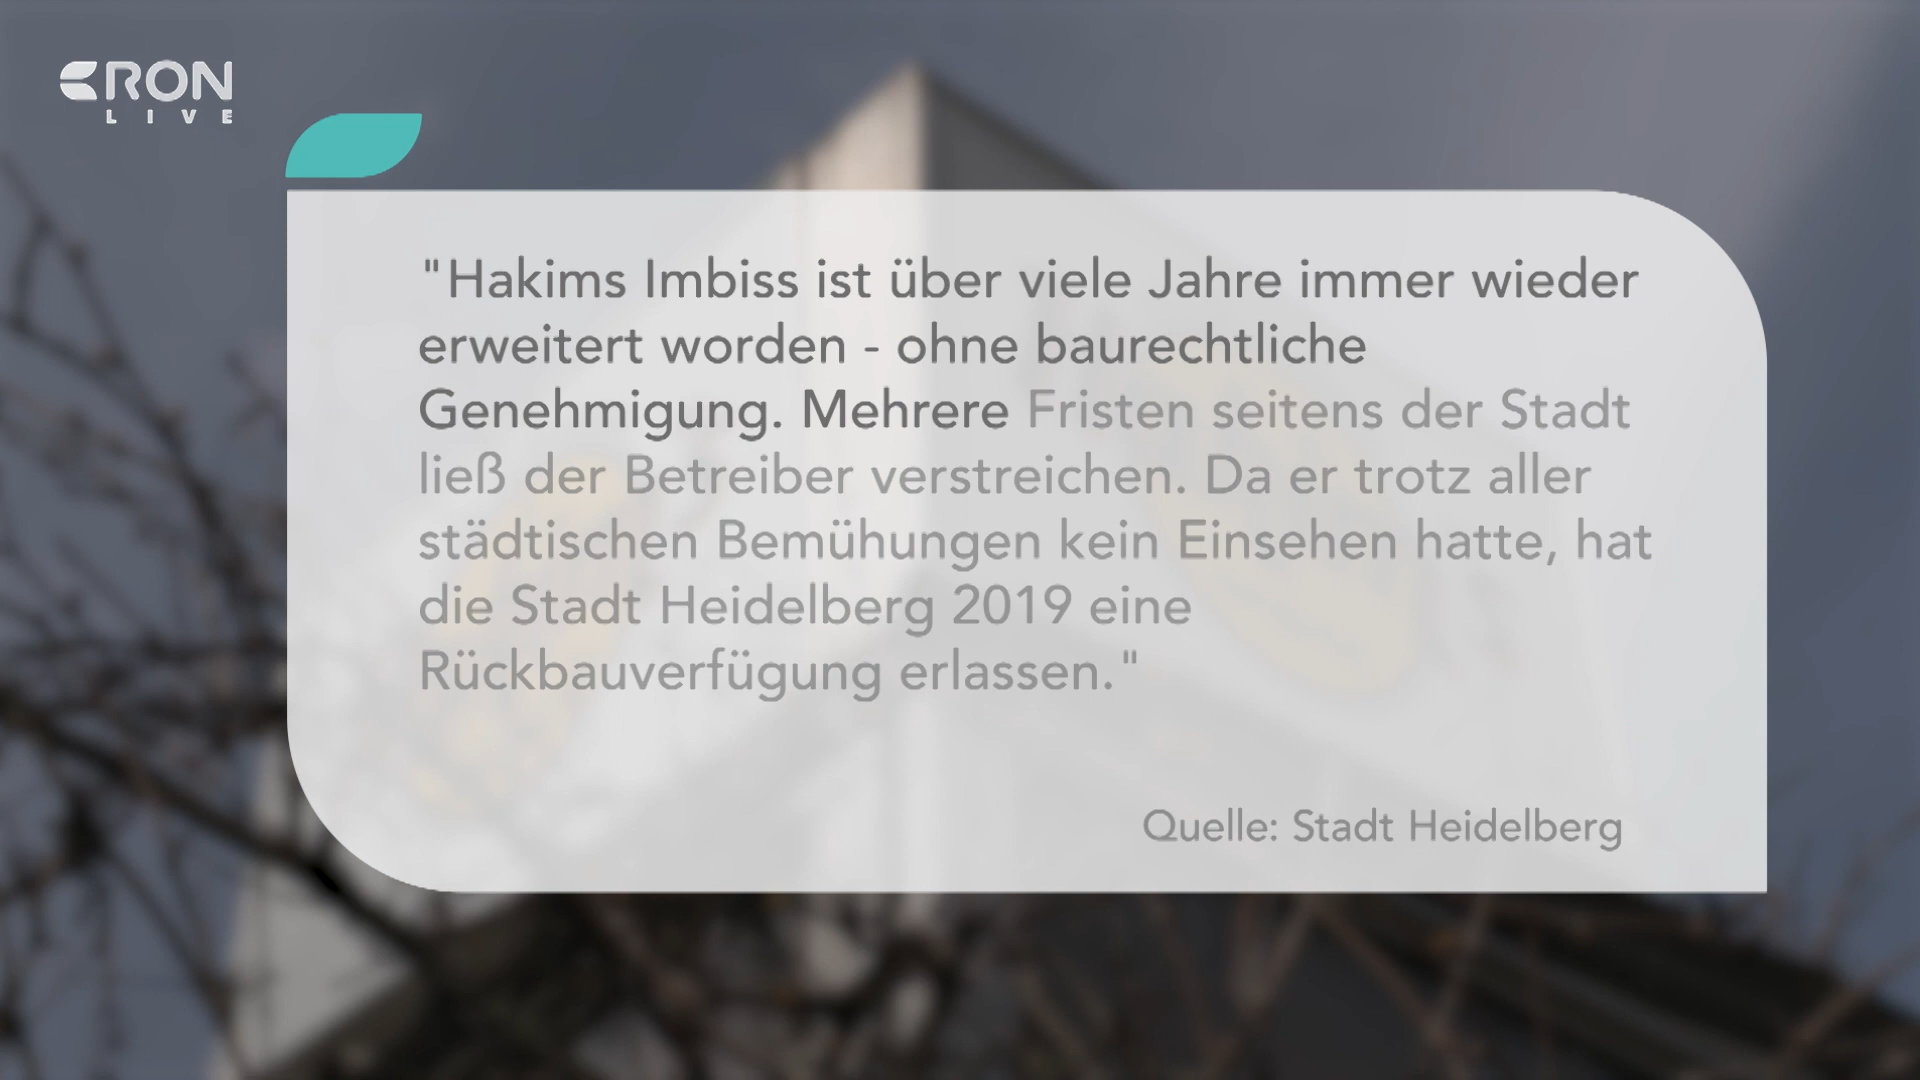 RON
LIVE
"Hakims Imbiss ist über viele Jahre immer wieder
erweitert worden - ohne baurechtliche
Genehmigung. Mehrere Fristen seitens der Stadt
ließ der Betreiber verstreichen. Da er trotz aller
städtischen Bemühungen kein Einsehen hatte, hat
die Stadt Heidelberg 2019 eine
Rückbauverfügung erlassen."
Quelle: Stadt Heidelberg